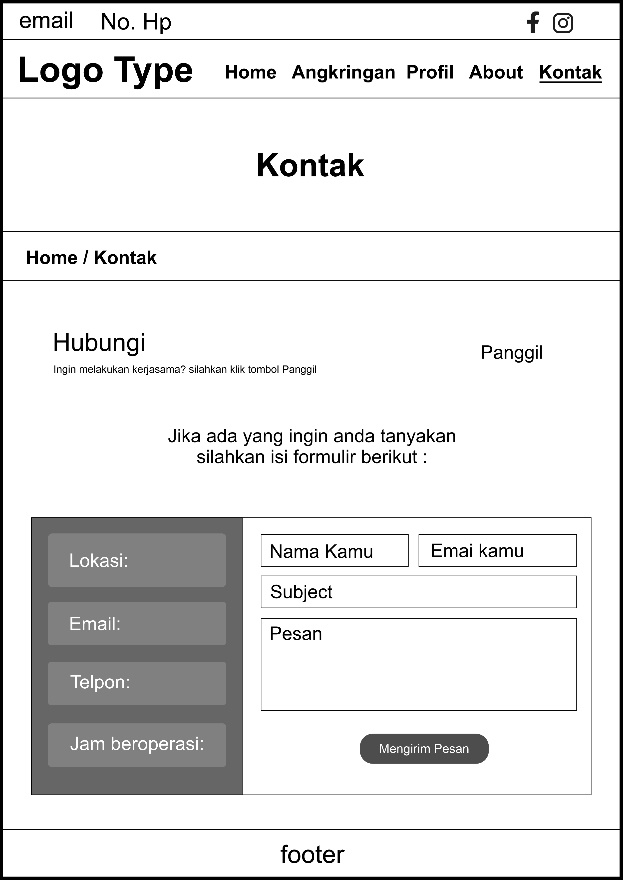 email No. Hp
Logo Type Home Angkringan Profil About Kontak
Kontak
Home / Kontak
Hubungi
Ingin melakukan kerjasama? silahkan klik tombol Panggil
Panggil
Jika ada yang ingin anda tanyakan
silahkan isi formulir berikut :
Lokasi:
Email:
Telpon:
Jam beroperasi:
Nama Kamu Emai kamu
Subject
Pesan
Mengirim Pesan
footer